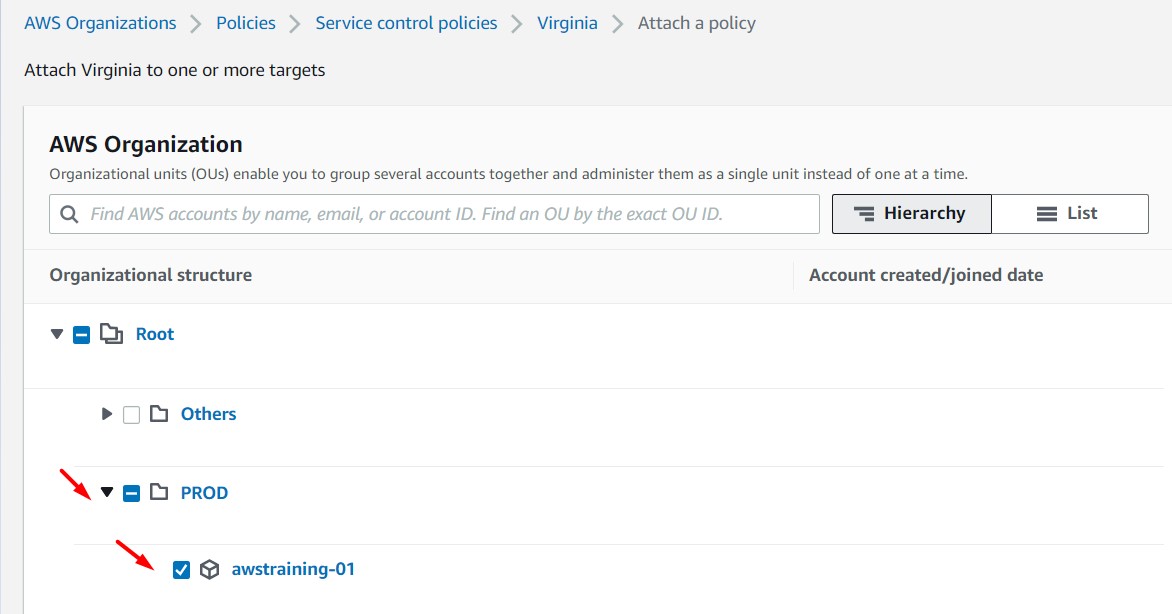 AWS Organizations > Policies > Service control policies > Virginia > Attach a policy
Attach Virginia to one or more targets
AWS Organization
Organizational units (OUs) enable you to group several accounts together and administer them as a single unit instead of one at a time.
Find AWS accounts by name, email, or account ID. Find an OU by the exact OU ID.
Hierarchy
List
Organizational structure
Account created/joined date
Root
Others
PROD
awstraining-01